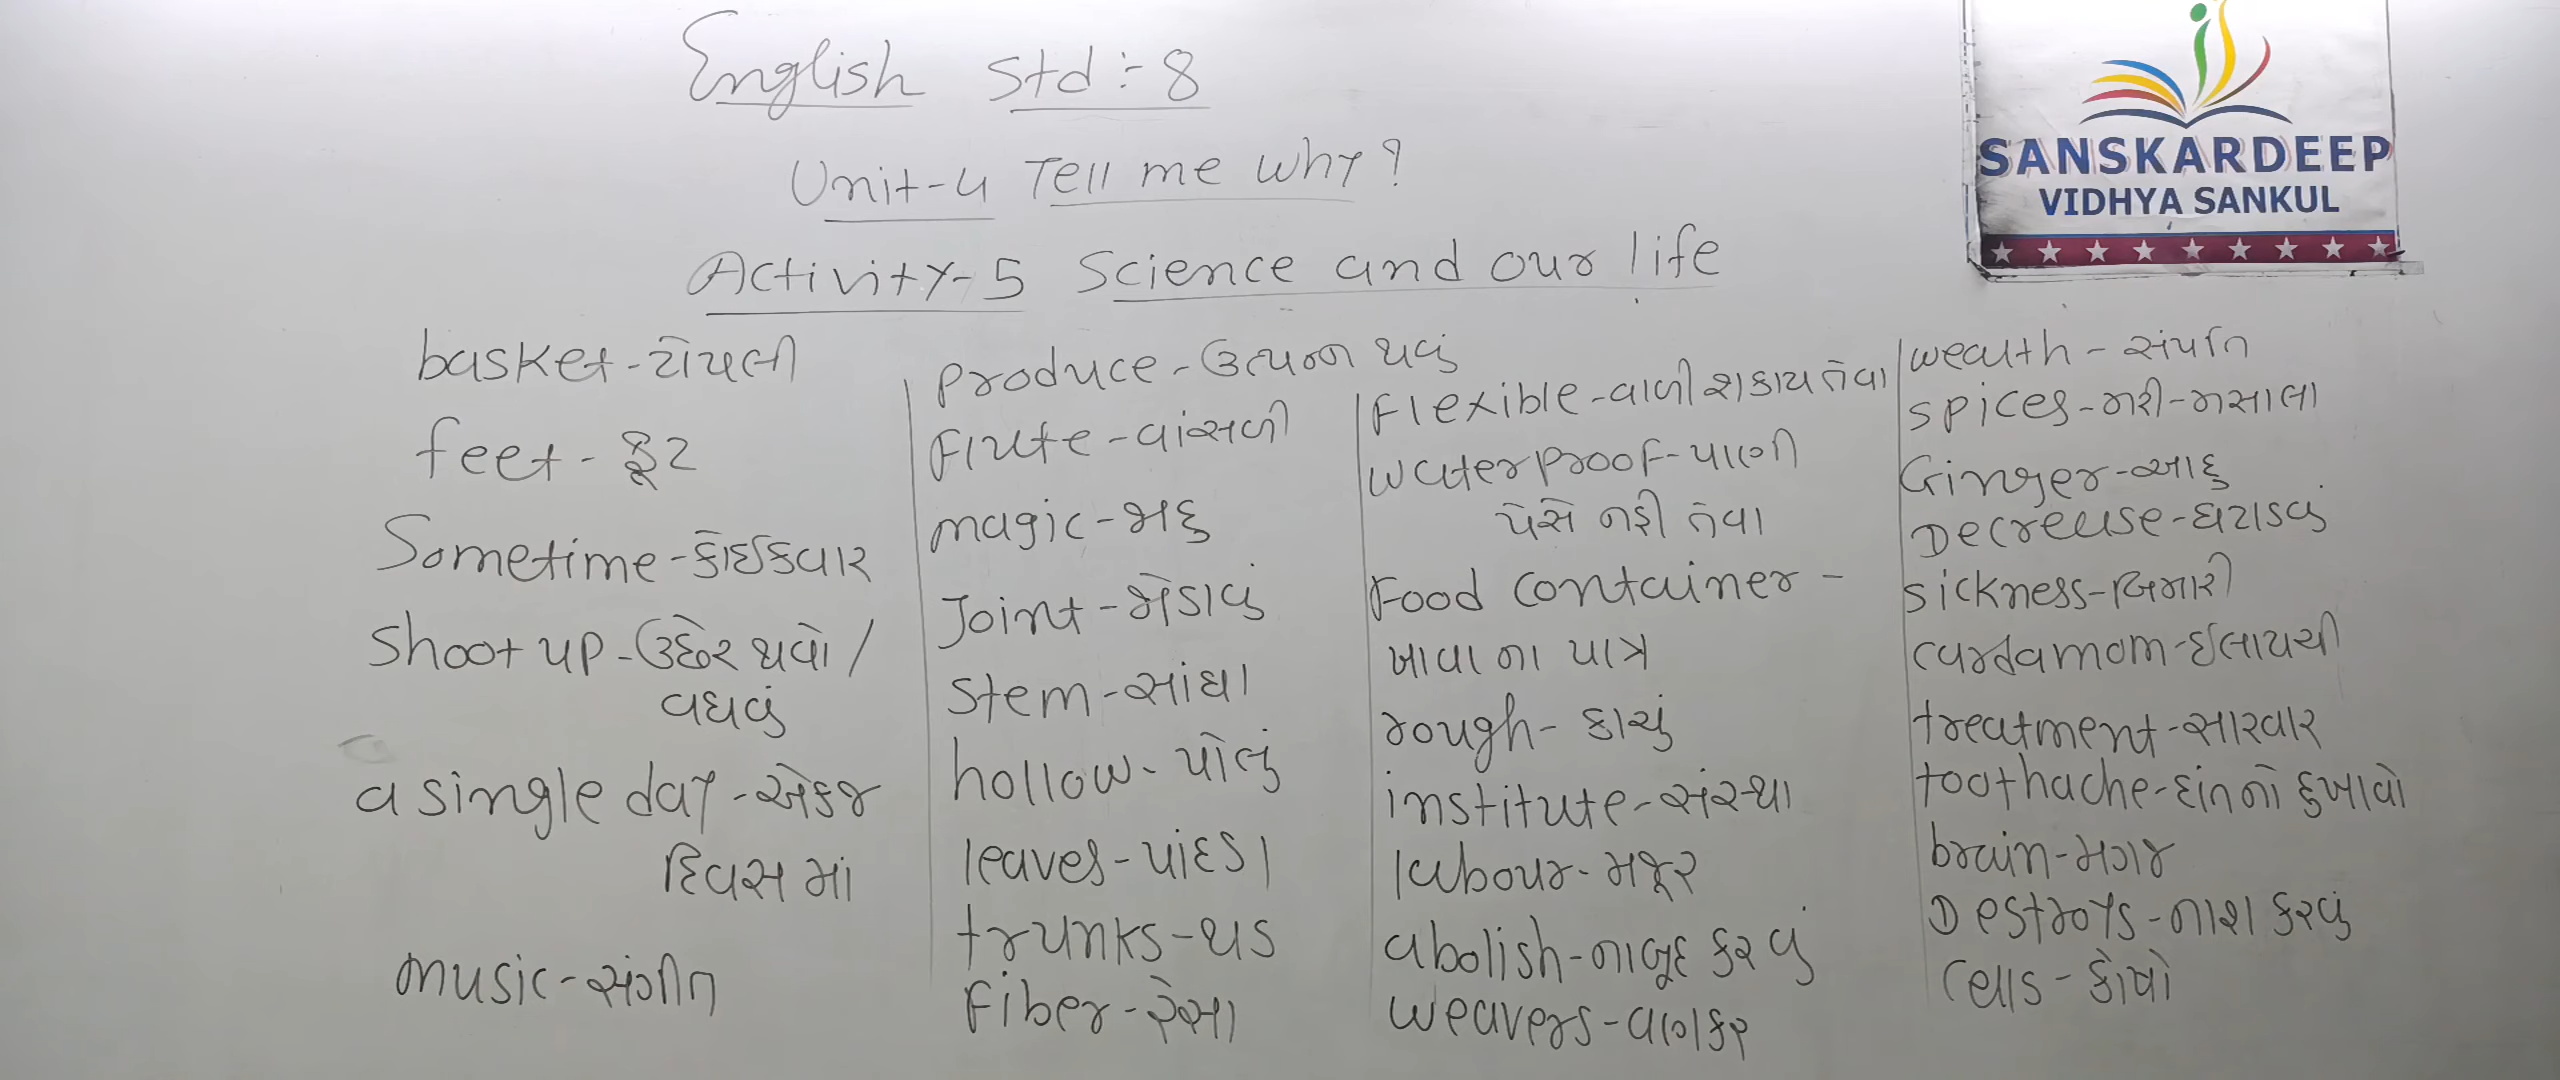 English Std :- 8
Unit-4 Tell me why?
Activity-5 Science and our life
SANSKARDEEP
VIDHYA SANKUL
basket - ટોપલી
feet - ફૂટ
Sometime - કોઈકવાર
Shoot up - ઉછેર થવો /
વધવું
a single day - એકજ
દિવસ માં
music - સંગીત
produce - ઉત્પન્ન થવું
Flute - વાંસળી
magic - જાદુ
Joint - જોડાવું
Stem - સાંધા
hollow - પોલું
leaves - પાંદડા
trunks - થડ
Fiber - રેસા
Flexible - વાળી શકાય તેવા
Waterproof - પાણી
પેસે નહી તેવા
Food container -
ખાવા ના પાત્ર
rough - કાચું
institute - સંસ્થા
labour - મજૂર
abolish - નાબૂદ કરવું
weavers - વણકર
wealth - સંપત્તિ
spices - મરી-મસાલા
Ginger - આદુ
Decrease - ઘટાડવું
sickness - બિમારી
cardamom - ઈલાયચી
treatment - સારવાર
toothache - દાંતનો દુખાવો
brain - મગજ
Destroys - નાશ કરવું
Cells - કોષો